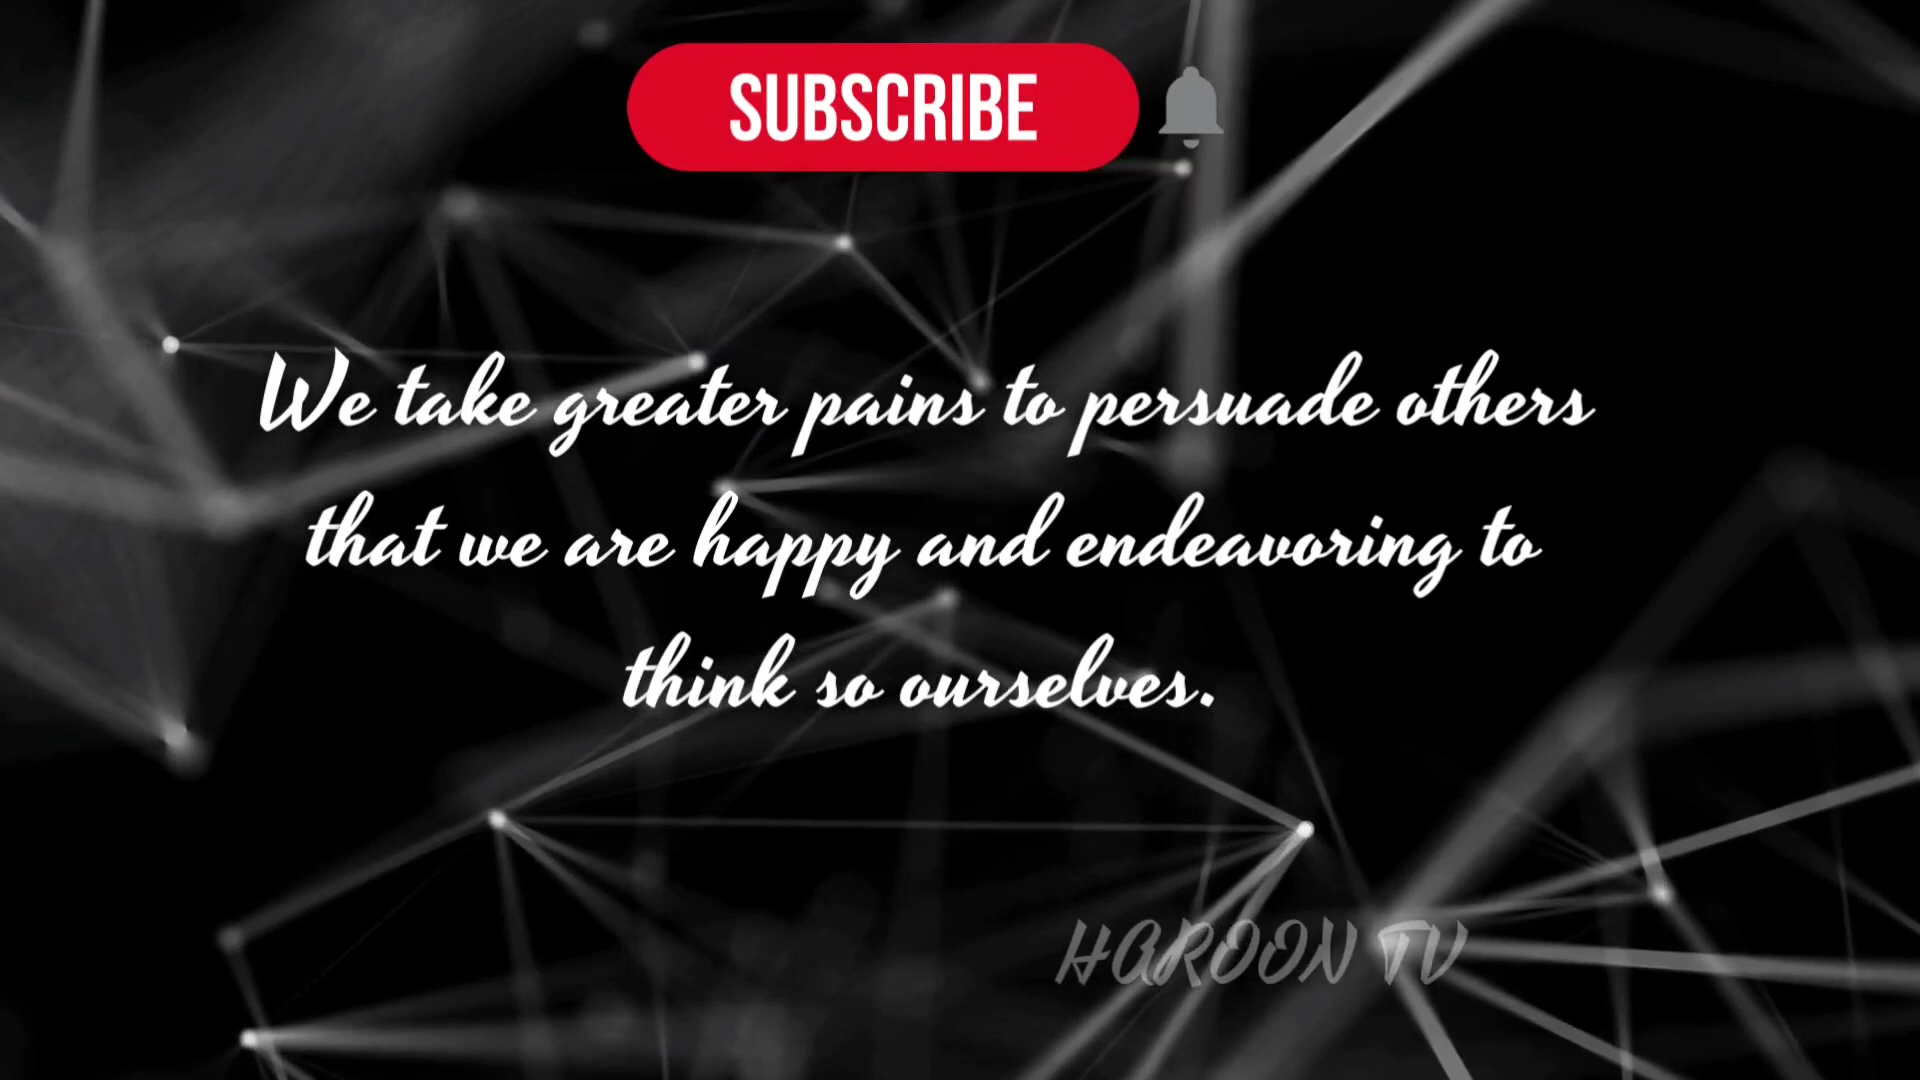 SUBSCRIBE
We take greater pains to persuade others
that we are happy and endeavoring to
think so ourselves.
HAROON TV